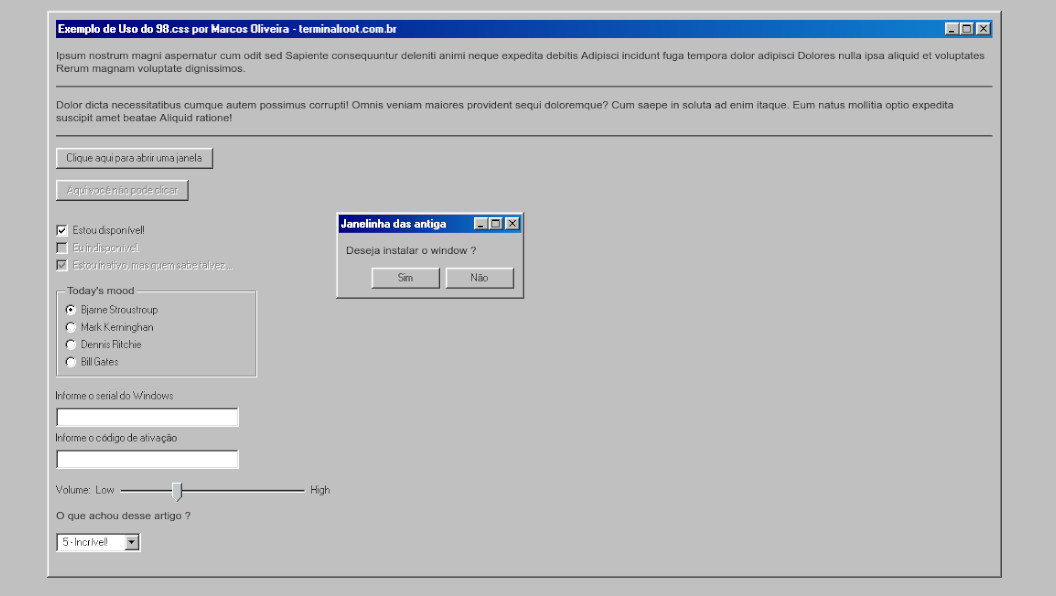 Exemplo de Uso do 98.css por Marcos Oliveira - terminalroot.com.br
Ipsum nostrum magni aspernatur cum odit sed Sapiente consequuntur deleniti animi neque expedita debitis Adipisci incidunt fuga tempora dolor adipisci Dolores nulla ipsa aliquid et voluptates
Rerum magnam voluptate dignissimos.
Dolor dicta necessitatibus cumque autem possimus corrupti! Omnis veniam maiores provident sequi doloremque? Cum saepe in soluta ad enim itaque. Eum natus mollitia optio expedita
suscipit amet beatae Aliquid ratione!
Clique aqui para abrir uma janela
Aqui você não pode clicar
Estou disponível!
Eu indisponível
Estou inativo, mas quem sabe talvez...
Today's mood
Bjarne Stroustroup
Mark Kerninghan
Dennis Ritchie
Bill Gates
Janelinha das antiga
Deseja instalar o window ?
Sim
Não
Informe o serial do Windows
Informe o código de ativação
Volume: Low High
O que achou desse artigo ?
5 - Incrível!